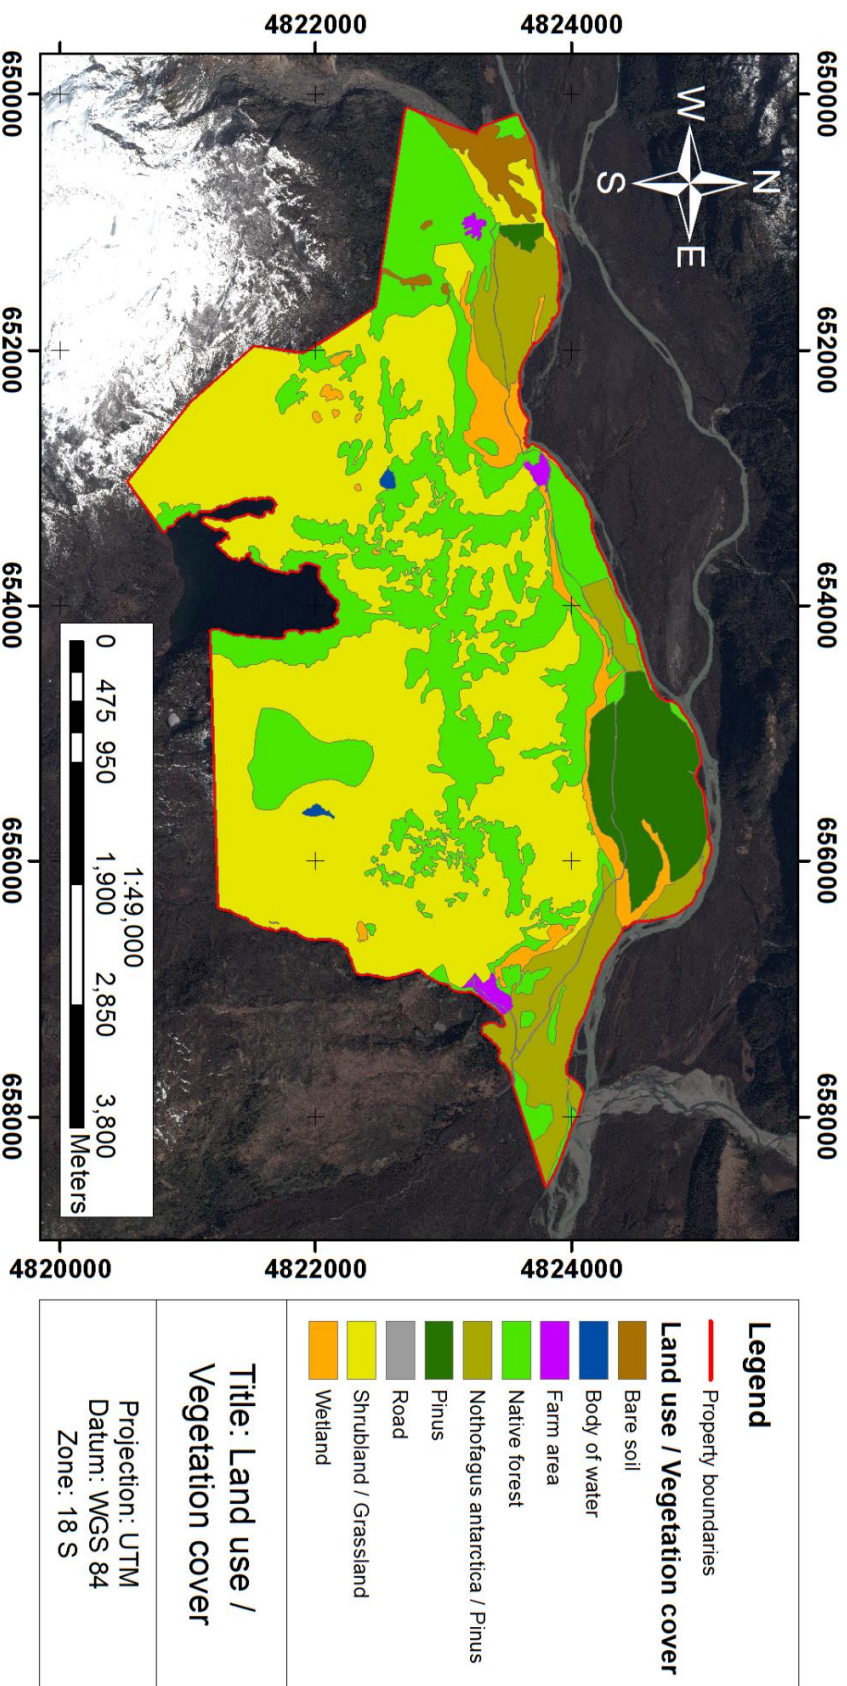 650000
652000
654000
656000
658000
4824000
4824000
4822000
4822000
4820000
N
W
E
S
1:49,000
0 475 950 1,900 2,850 3,800
Meters
650000
652000
654000
656000
658000
Legend
Property boundaries
Land use / Vegetation cover
Bare soil
Body of water
Farm area
Native forest
Nothofagus antarctica / Pinus
Pinus
Road
Shrubland / Grassland
Wetland
Title: Land use /
Vegetation cover
Projection: UTM
Datum: WGS 84
Zone: 18 S